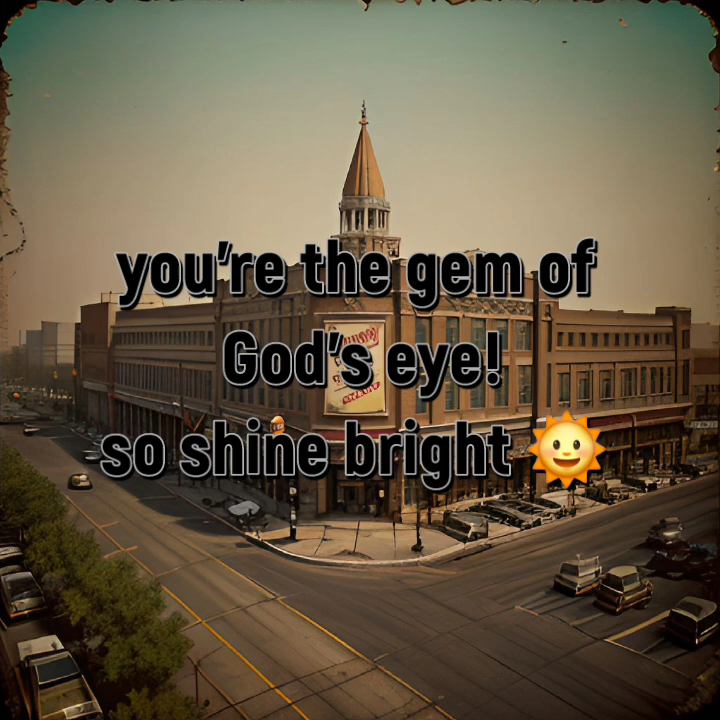 you're the gem of
God's eye!
so shine bright 🌞